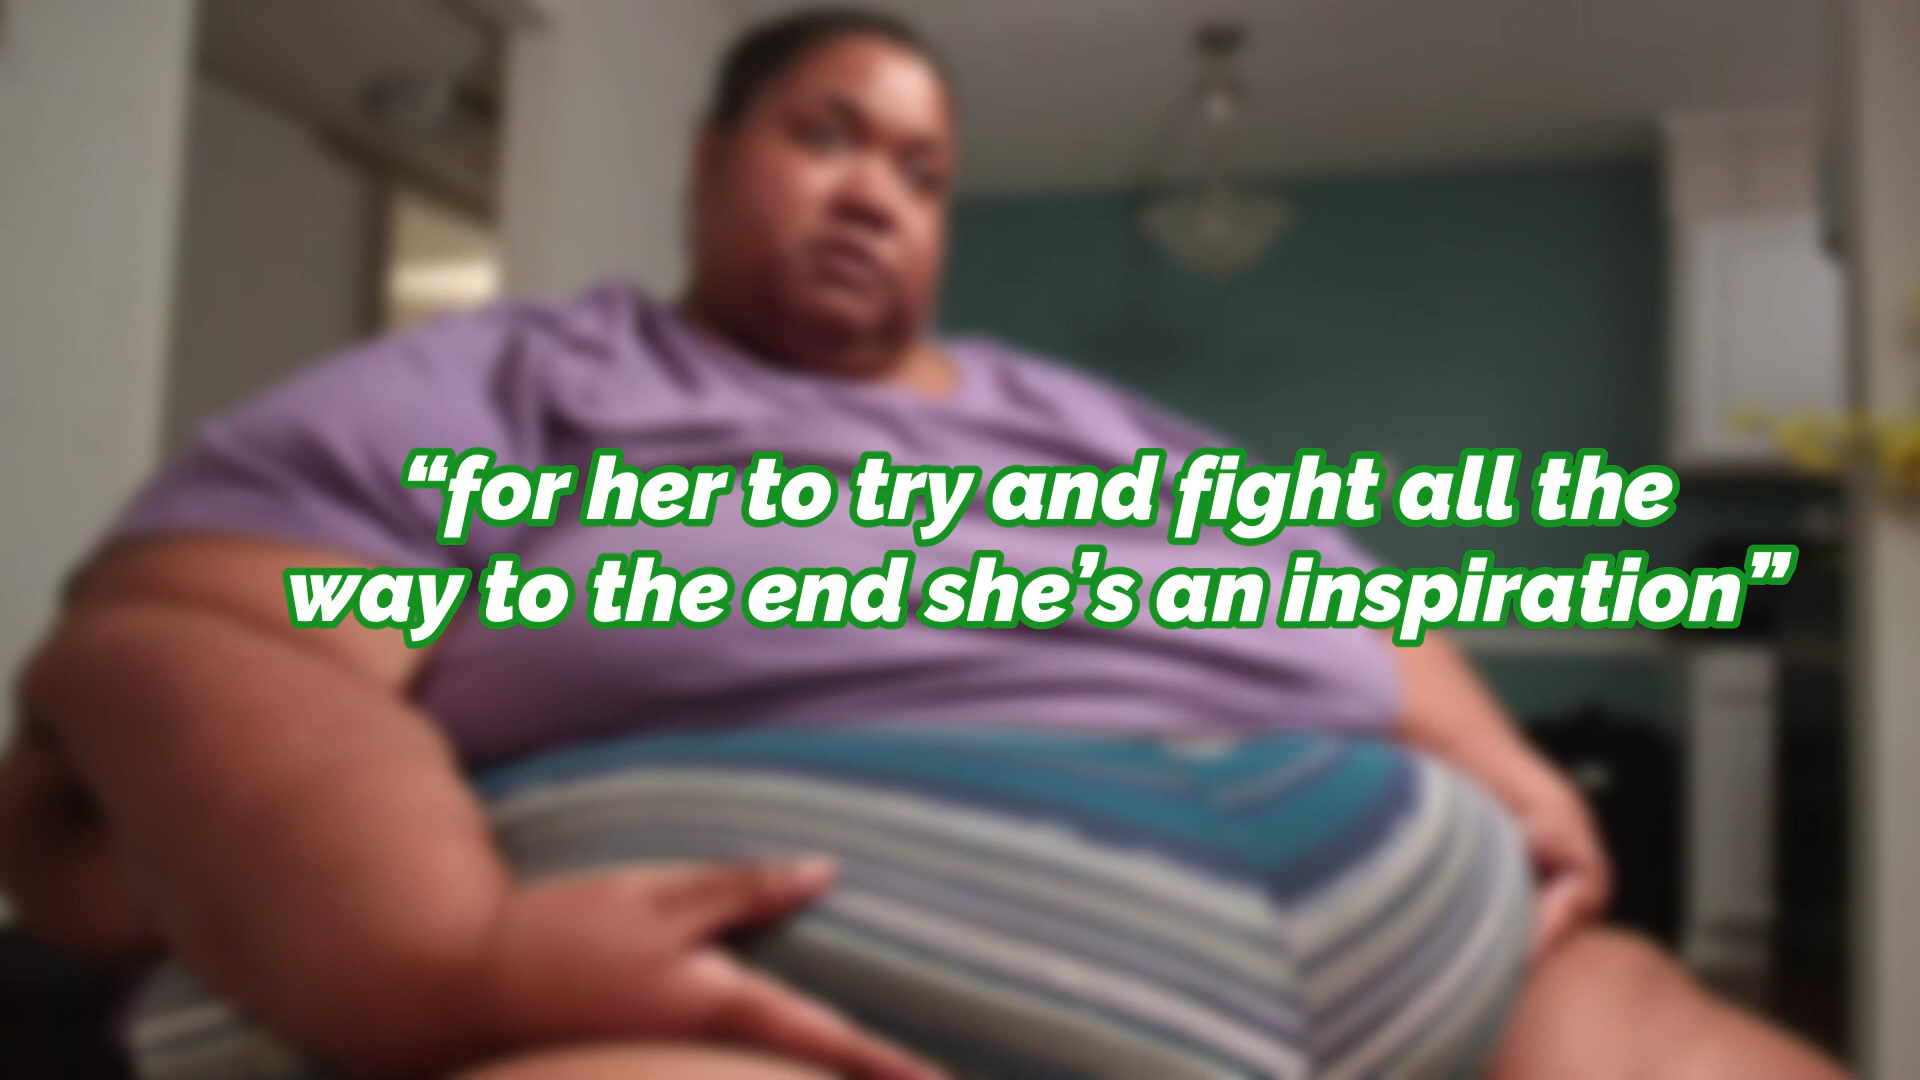 “for her to try and fight all the
way to the end she’s an inspiration”